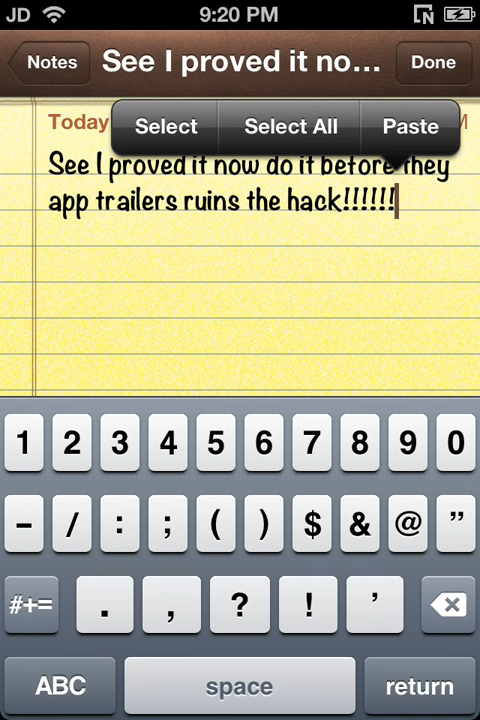 JD 9:20 PM N
Notes See I proved it no... Done
Today M
Select Select All Paste
See I proved it now do it before they
app trailers ruins the hack!!!!!!
1 2 3 4 5 6 7 8 9 0
- / : ; ( ) $ & @ "
#+= . , ? ! '
ABC space return